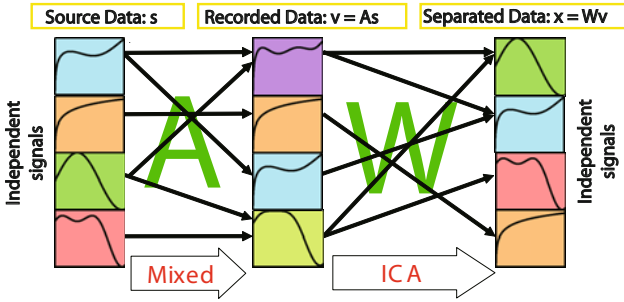 Source Data: s
Recorded Data: v = As
Separated Data: x = Wv
Independent
signals
A
W
Independent
signals
Mixed
ICA